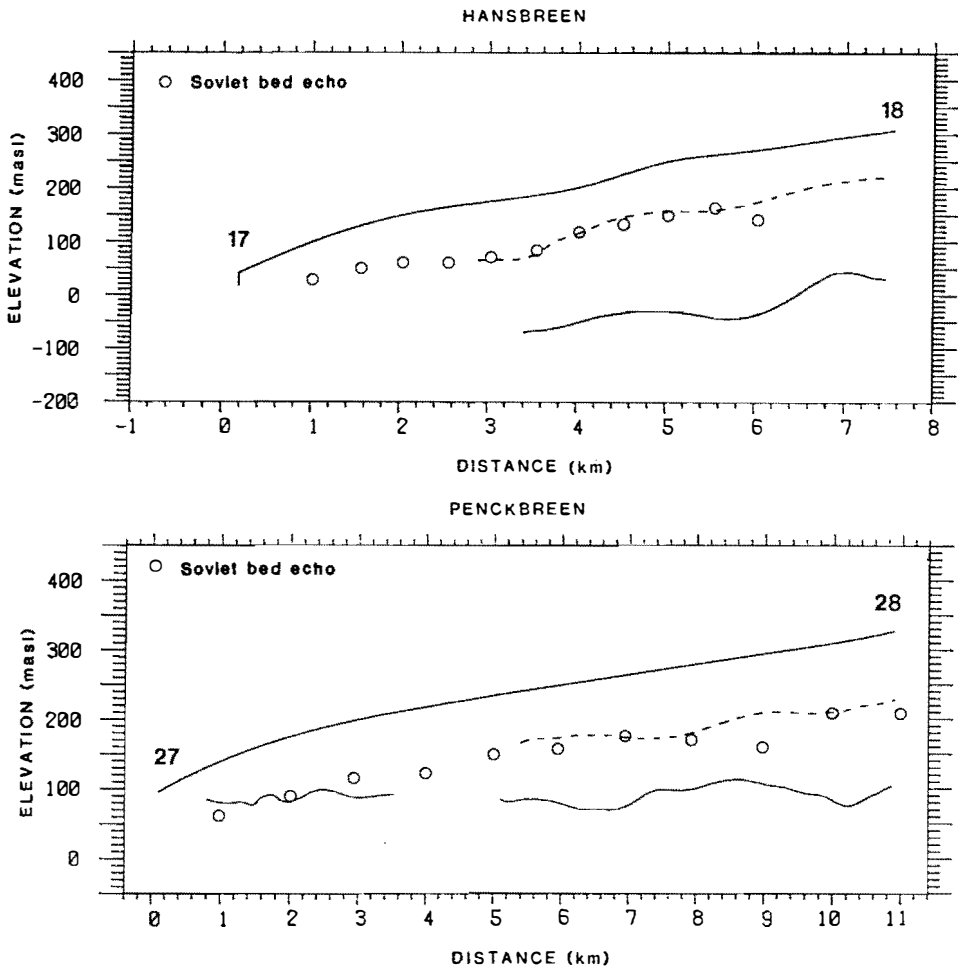 HANSBREEN
Soviet bed echo
400
300
200
100
0
-100
-200
ELEVATION (masl)
17
18
-1 0 1 2 3 4 5 6 7 8
DISTANCE (km)
PENCKBREEN
Soviet bed echo
400
300
200
100
0
ELEVATION (masl)
27
28
0 1 2 3 4 5 6 7 8 9 10 11
DISTANCE (km)